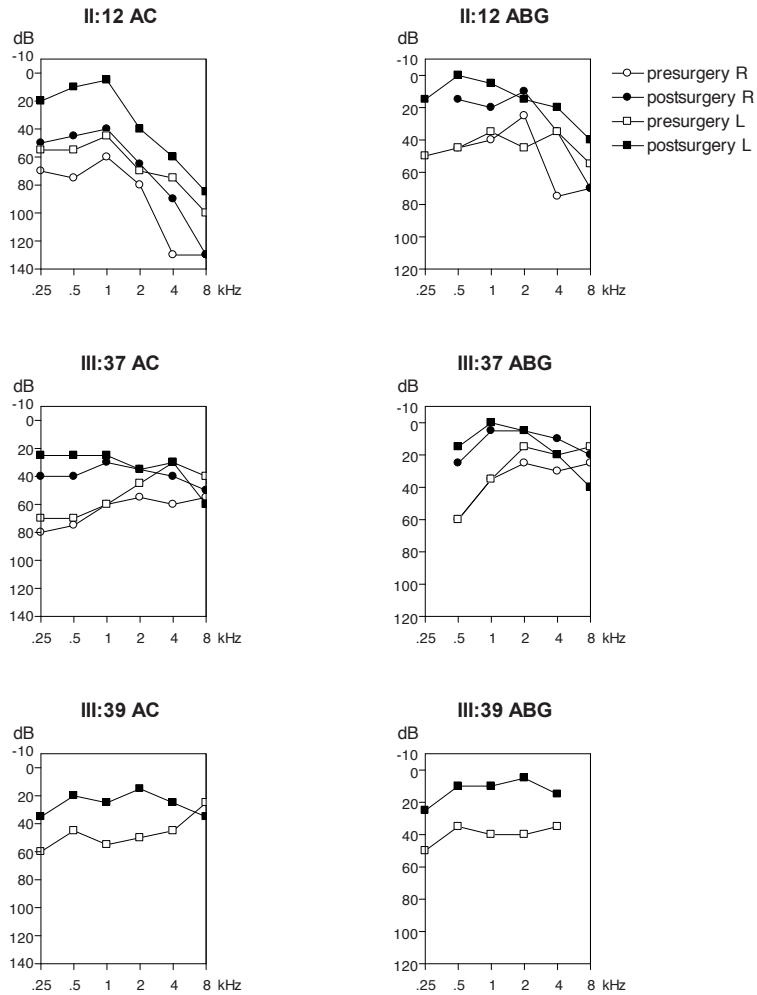 II:12 AC
dB
-10
0
20
40
60
80
100
120
140
.25 .5 1 2 4 8 kHz
II:12 ABG
dB
-10
0
20
40
60
80
100
120
.25 .5 1 2 4 8 kHz
presurgery R
postsurgery R
presurgery L
postsurgery L
III:37 AC
dB
-10
0
20
40
60
80
100
120
140
.25 .5 1 2 4 8 kHz
III:37 ABG
dB
-10
0
20
40
60
80
100
120
.25 .5 1 2 4 8 kHz
III:39 AC
dB
-10
0
20
40
60
80
100
120
140
.25 .5 1 2 4 8 kHz
III:39 ABG
dB
-10
0
20
40
60
80
100
120
.25 .5 1 2 4 8 kHz